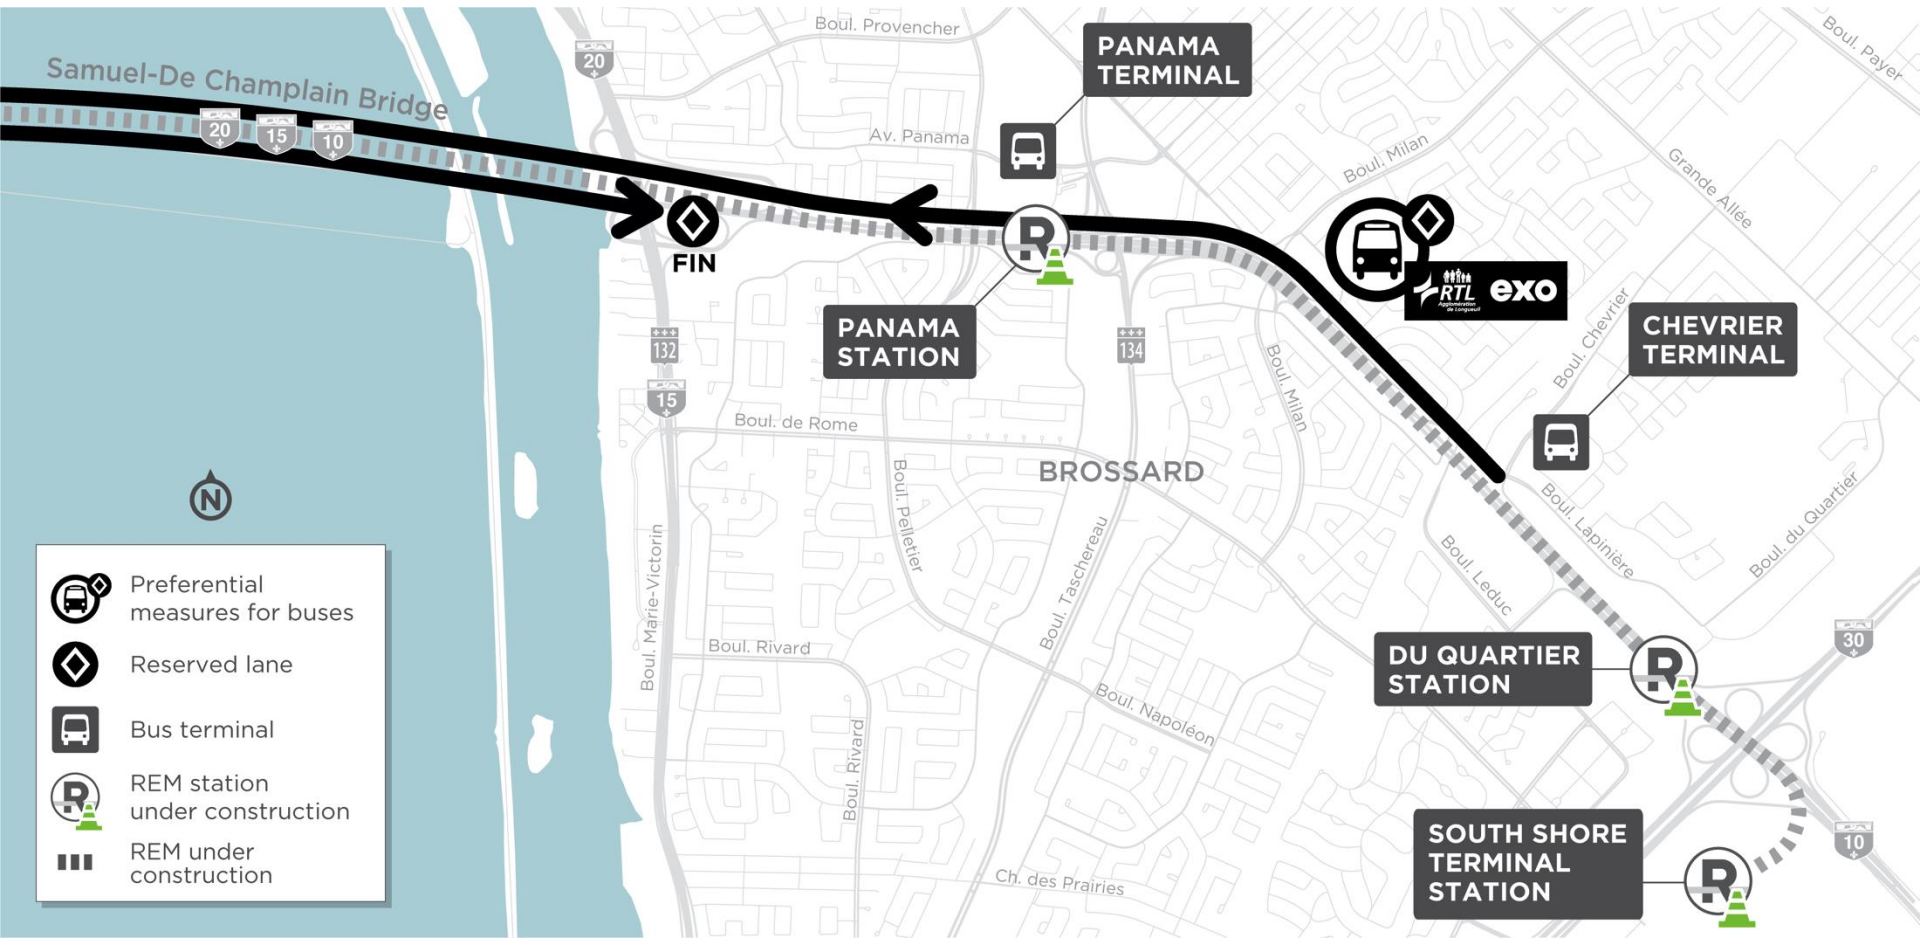 Boul. Provencher
Boul. Payer
PANAMA
TERMINAL
20
Samuel-De Champlain Bridge
20
15
10
Av. Panama
Boul. Milan
Grande Allée
FIN
RTL
Agglomération
de Longueuil
exo
PANAMA
STATION
132
134
15
CHEVRIER
TERMINAL
Boul. Chevrier
Boul. Milan
Boul. de Rome
BROSSARD
Boul. Pelletier
Boul. Lapinière
Boul. du Quartier
N
Boul. Marie-Victorin
Boul. Taschereau
Boul. Leduc
Boul. Rivard
DU QUARTIER
STATION
30
Boul. Napoléon
Boul. Rivard
SOUTH SHORE
TERMINAL
STATION
10
Ch. des Prairies
Preferential
measures for buses
Reserved lane
Bus terminal
REM station
under construction
REM under
construction
R
R
R
R